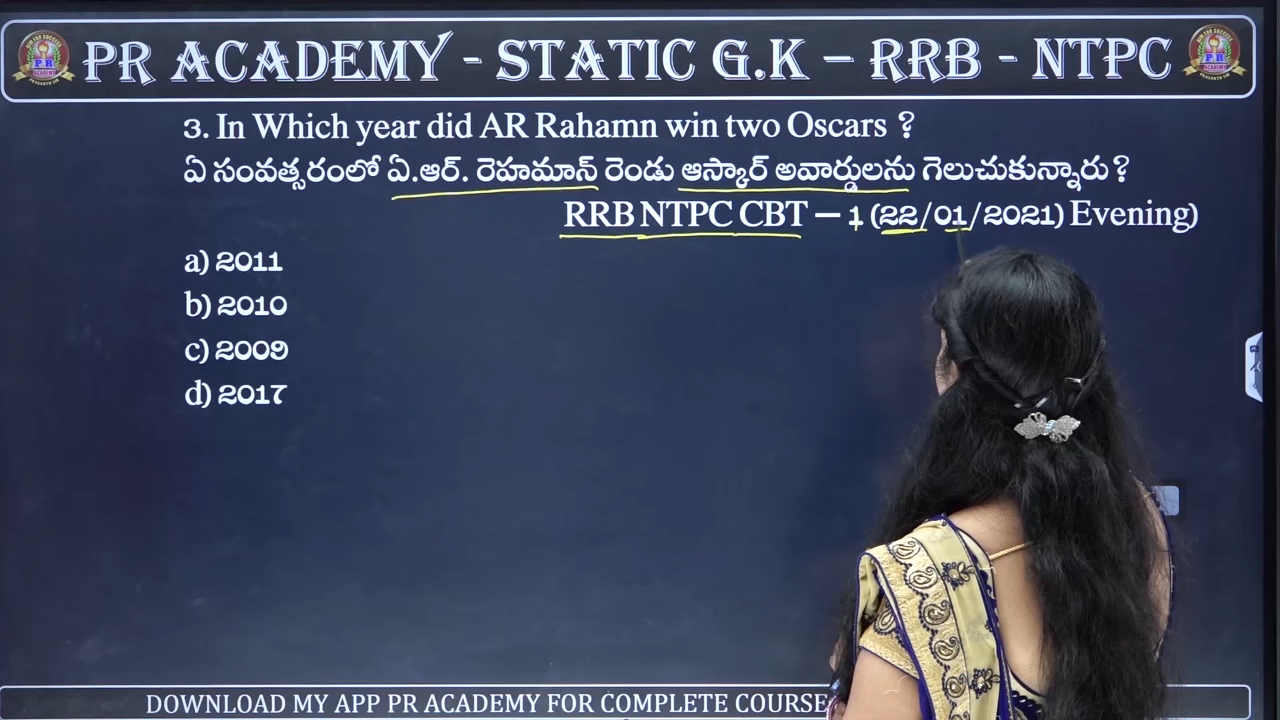 PR ACADEMY - STATIC G.K – RRB - NTPC
3. In Which year did AR Rahamn win two Oscars ?
ఏ సంవత్సరంలో ఏ.ఆర్. రెహమాన్ రెండు ఆస్కార్ అవార్డులను గెలుచుకున్నారు ?
RRB NTPC CBT – 1 (22/01/2021) Evening)
a) 2011
b) 2010
c) 2009
d) 2017
DOWNLOAD MY APP PR ACADEMY FOR COMPLETE COURSE